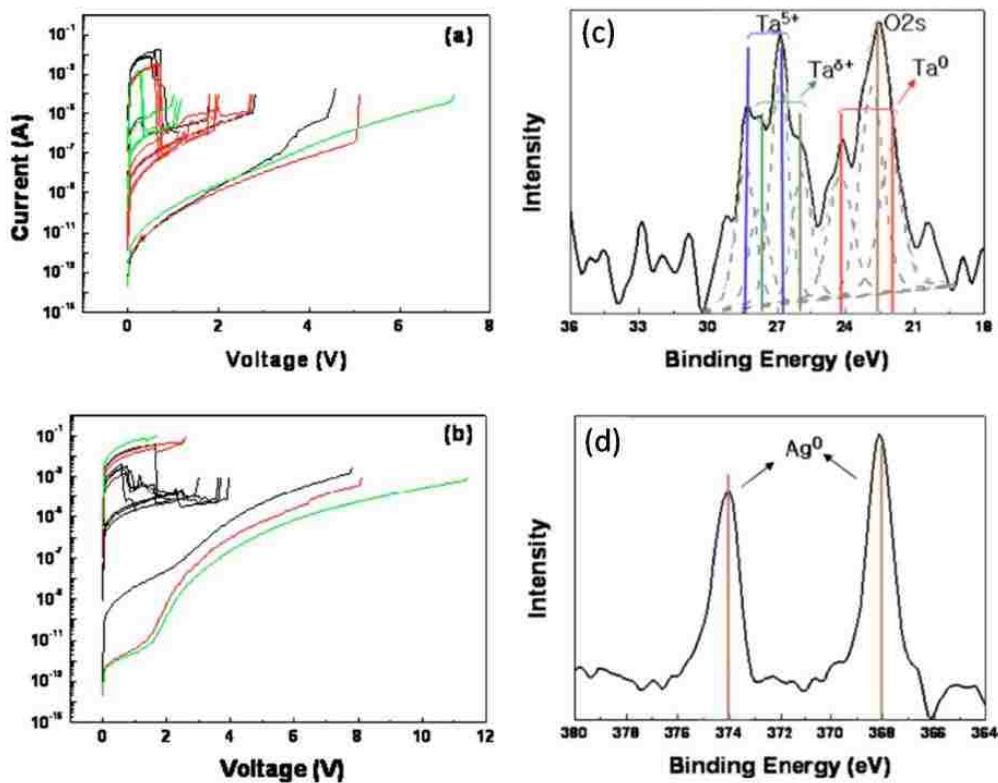 (a)
Current (A)
10⁻¹
10⁻³
10⁻⁵
10⁻⁷
10⁻⁹
10⁻¹¹
10⁻¹³
10⁻¹⁵
0 2 4 6 8
Voltage (V)
(c)
Ta⁵⁺
O2s
Taᵟ⁺
Ta⁰
Intensity
36 33 30 27 24 21 18
Binding Energy (eV)
(b)
10⁻¹
10⁻³
10⁻⁵
10⁻⁷
10⁻⁹
10⁻¹¹
10⁻¹³
10⁻¹⁵
0 2 4 6 8 10 12
Voltage (V)
(d)
Ag⁰
Intensity
380 378 376 374 372 370 368 366 364
Binding Energy (eV)